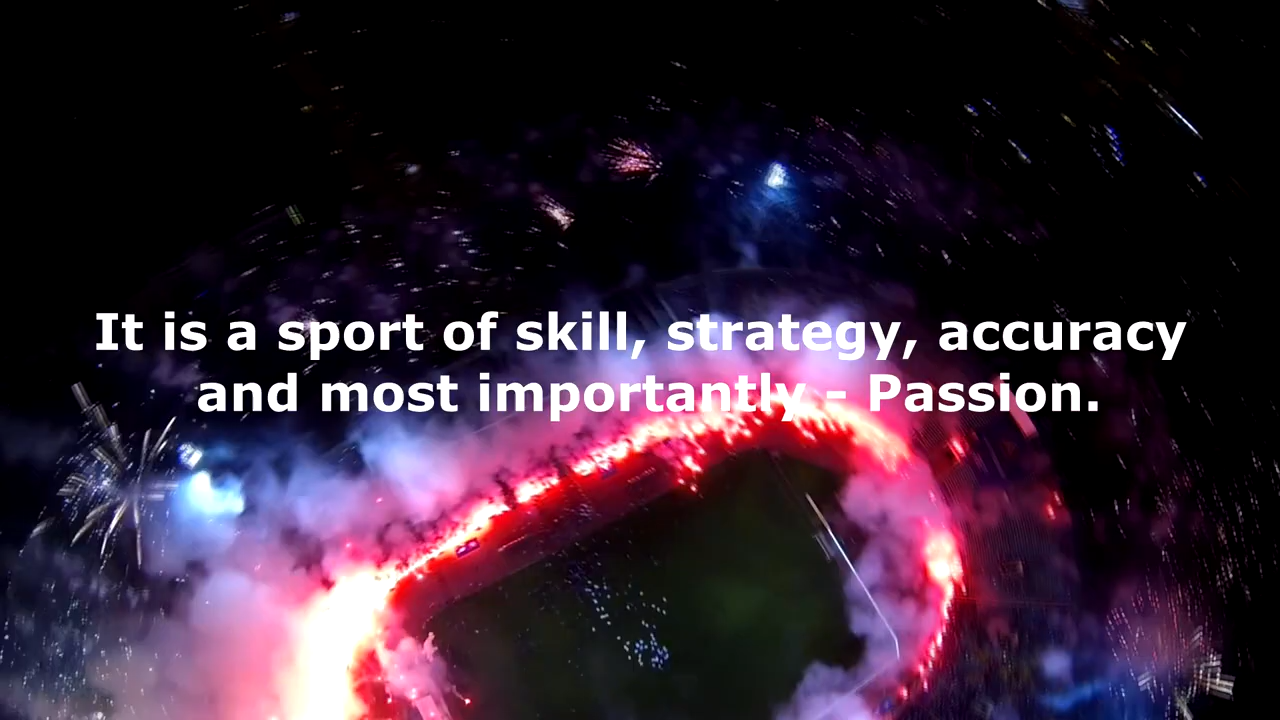 It is a sport of skill, strategy, accuracy
and most importantly - Passion.